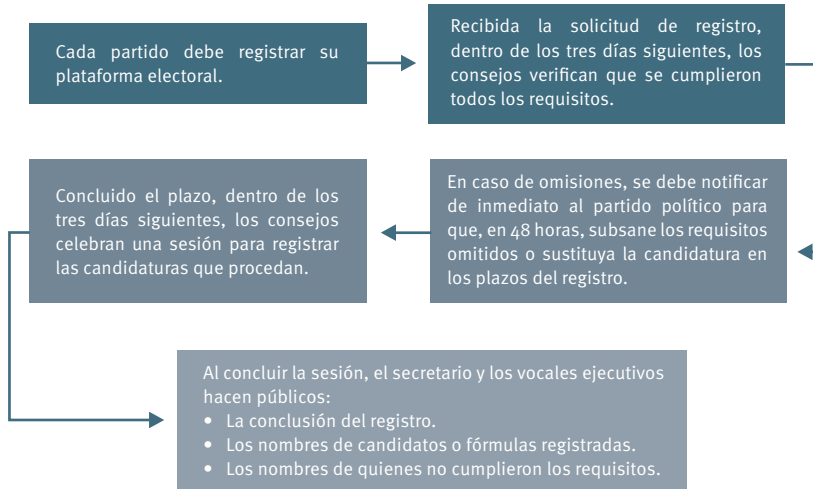 Cada partido debe registrar su
plataforma electoral.
Recibida la solicitud de registro,
dentro de los tres días siguientes, los
consejos verifican que se cumplieron
todos los requisitos.
En caso de omisiones, se debe notificar
de inmediato al partido político para
que, en 48 horas, subsane los requisitos
omitidos o sustituya la candidatura en
los plazos del registro.
Concluido el plazo, dentro de los
tres días siguientes, los consejos
celebran una sesión para registrar
las candidaturas que procedan.
Al concluir la sesión, el secretario y los vocales ejecutivos
hacen públicos:
• La conclusión del registro.
• Los nombres de candidatos o fórmulas registradas.
• Los nombres de quienes no cumplieron los requisitos.